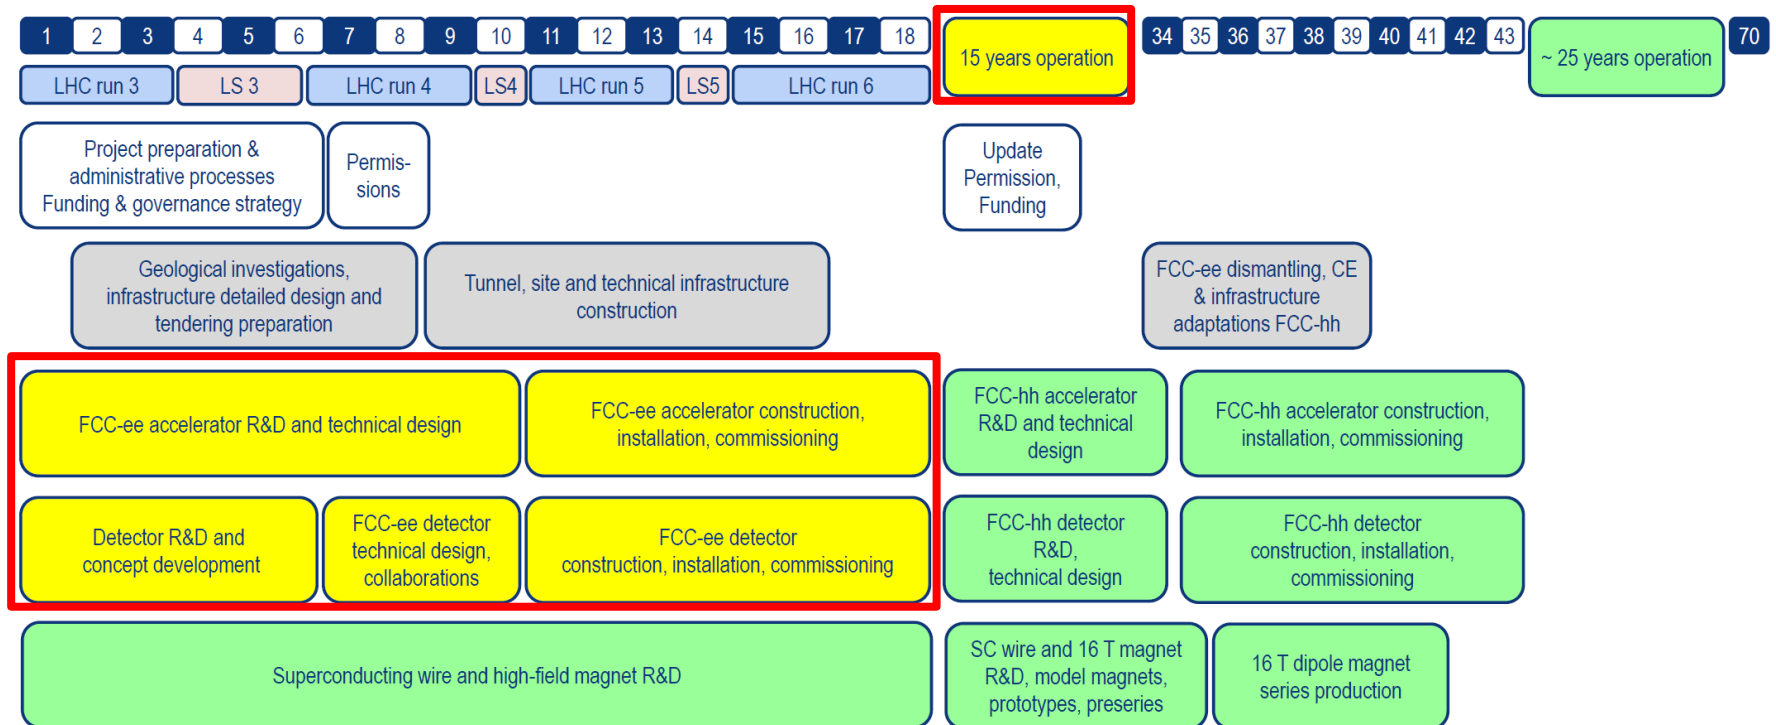 1 2 3 4 5 6 7 8 9 10 11 12 13 14 15 16 17 18
15 years operation
34 35 36 37 38 39 40 41 42 43
~ 25 years operation
70
LHC run 3
LS 3
LHC run 4
LS4
LHC run 5
LS5
LHC run 6
Project preparation &
administrative processes
Funding & governance strategy
Permis-
sions
Update
Permission,
Funding
Geological investigations,
infrastructure detailed design and
tendering preparation
Tunnel, site and technical infrastructure
construction
FCC-ee dismantling, CE
& infrastructure
adaptations FCC-hh
FCC-ee accelerator R&D and technical design
FCC-ee accelerator construction,
installation, commissioning
FCC-hh accelerator
R&D and technical
design
FCC-hh accelerator construction,
installation, commissioning
Detector R&D and
concept development
FCC-ee detector
technical design,
collaborations
FCC-ee detector
construction, installation, commissioning
FCC-hh detector
R&D,
technical design
FCC-hh detector
construction, installation,
commissioning
Superconducting wire and high-field magnet R&D
SC wire and 16 T magnet
R&D, model magnets,
prototypes, preseries
16 T dipole magnet
series production